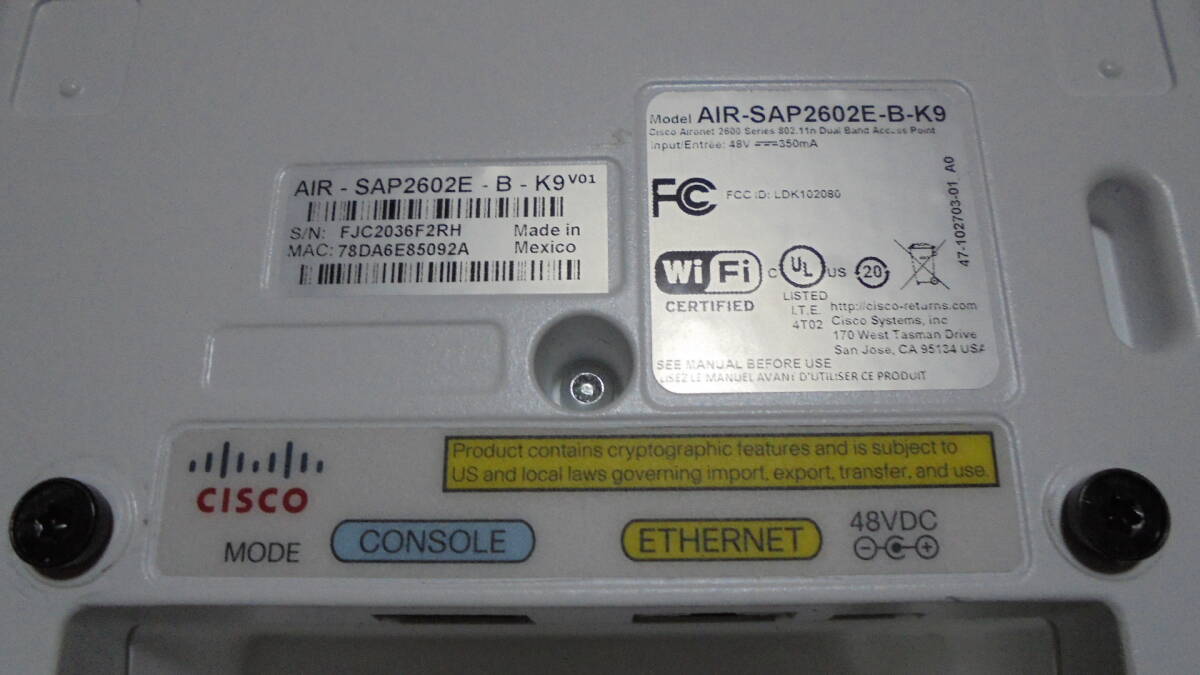 AIR - SAP2602E - B - K9 V01
S/N: FJC2036F2RH Made in
MAC: 78DA6E85092A Mexico
Model AIR-SAP2602E-B-K9
Cisco Aironet 2600 Series 802.11n Dual Band Access Point
Input/Entrée: 48V ⎓350mA
FC FCC ID: LDK102080
47-102703-01 A0
Wi Fi
CERTIFIED
C UL US 20
LISTED
I.T.E.
4T02
http://cisco-returns.com
Cisco Systems, Inc
170 West Tasman Drive
San Jose, CA 95134 USA
SEE MANUAL BEFORE USE
LISEZ LE MANUEL AVANT D'UTILISER CE PRODUIT
CISCO
Product contains cryptographic features and is subject to
US and local laws governing import, export, transfer, and use.
MODE CONSOLE ETHERNET 48VDC